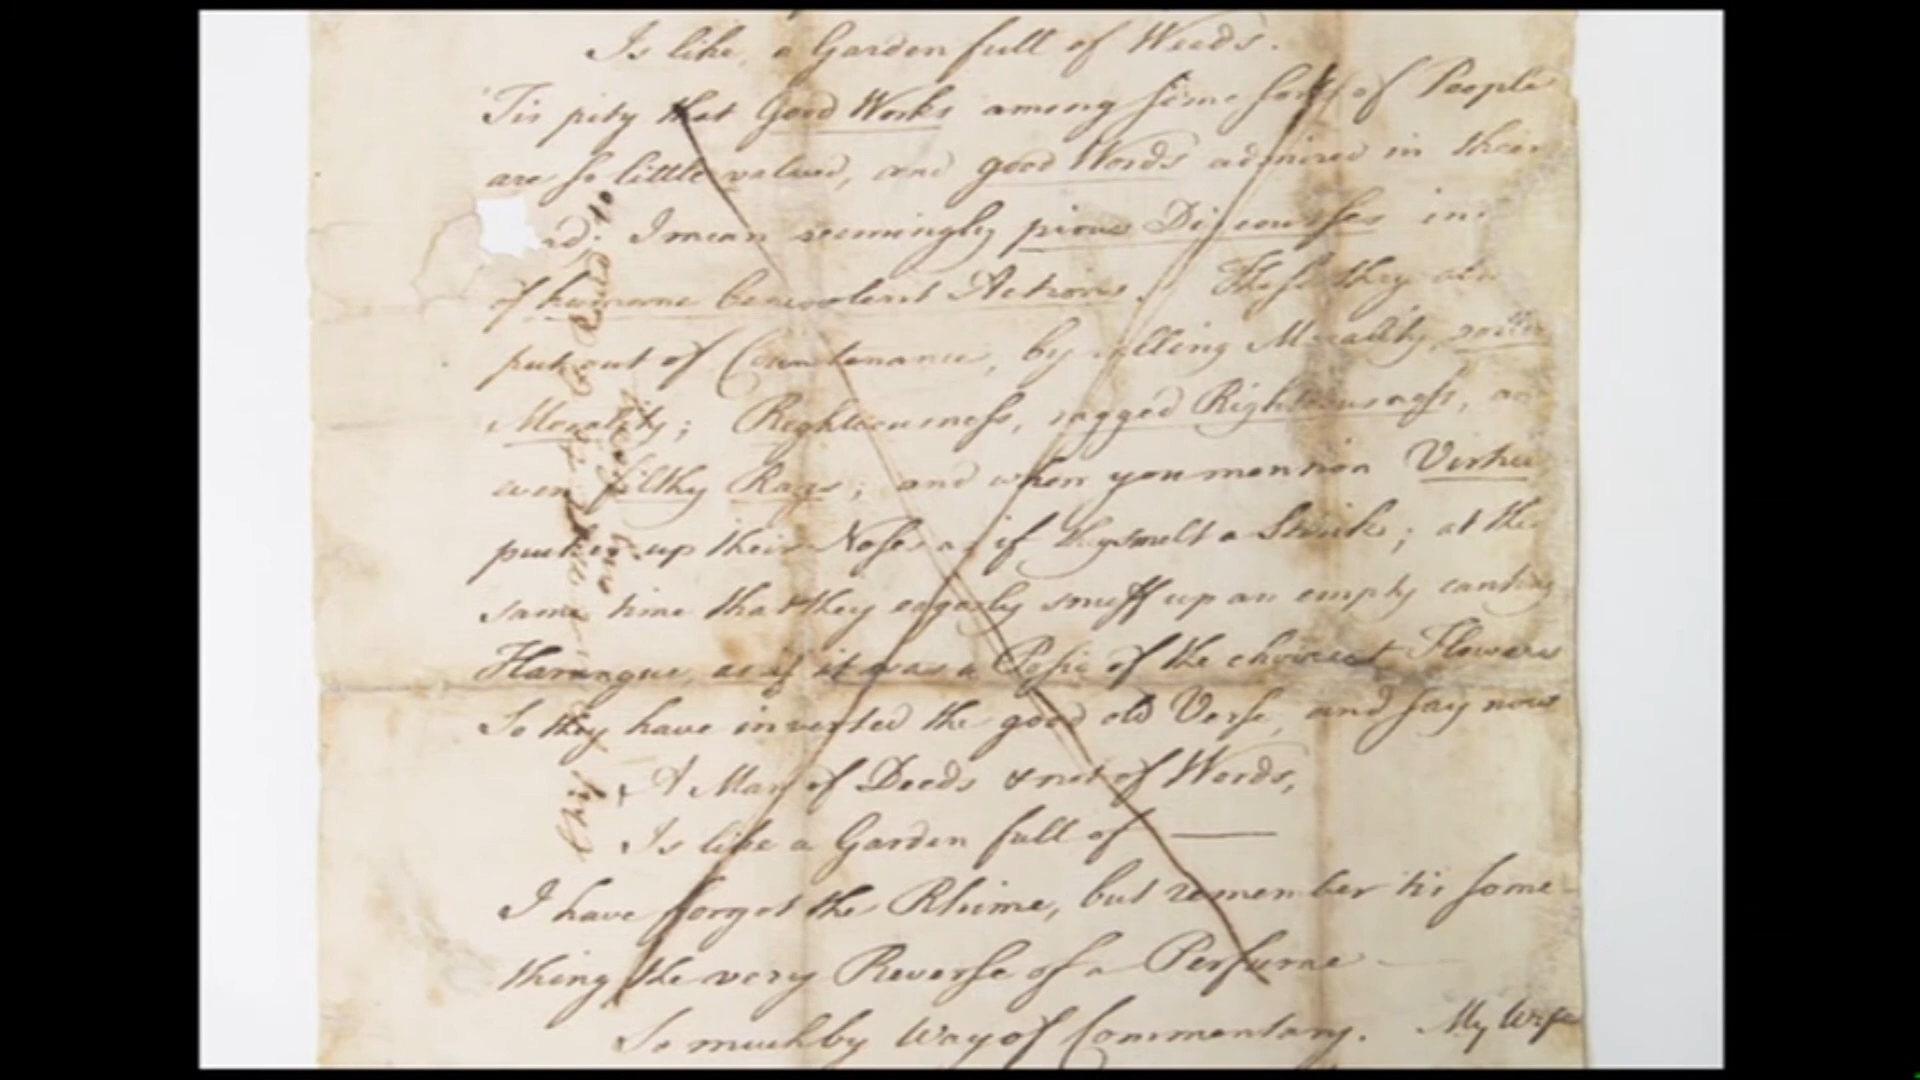 Is like a Garden full of Weeds.
'Tis pity that Good Works among some sorts of People
are so little valued, and good Words admired in their
ad; I mean seemingly pious Discourses in
of humane benevolent Actions. These they al
put out of Countenance, by calling Morality, rotten
Morality; Righteousness, ragged Righteousness, an
even filthy Rags; and when you mention Virtue
pucker up their Noses as if they smelt a Stink; at the
same time that they eagerly snuff up an empty canting
Harangue, as if it was a Posie of the choicest Flowers
So they have inverted the good old Verse, and say now
A Man of Deeds & not of Words,
Is like a Garden full of ———
I have forgot the Rhime, but remember 'tis some-
thing the very Reverse of a Perfume —
So much by Way of Commentary. My Wife